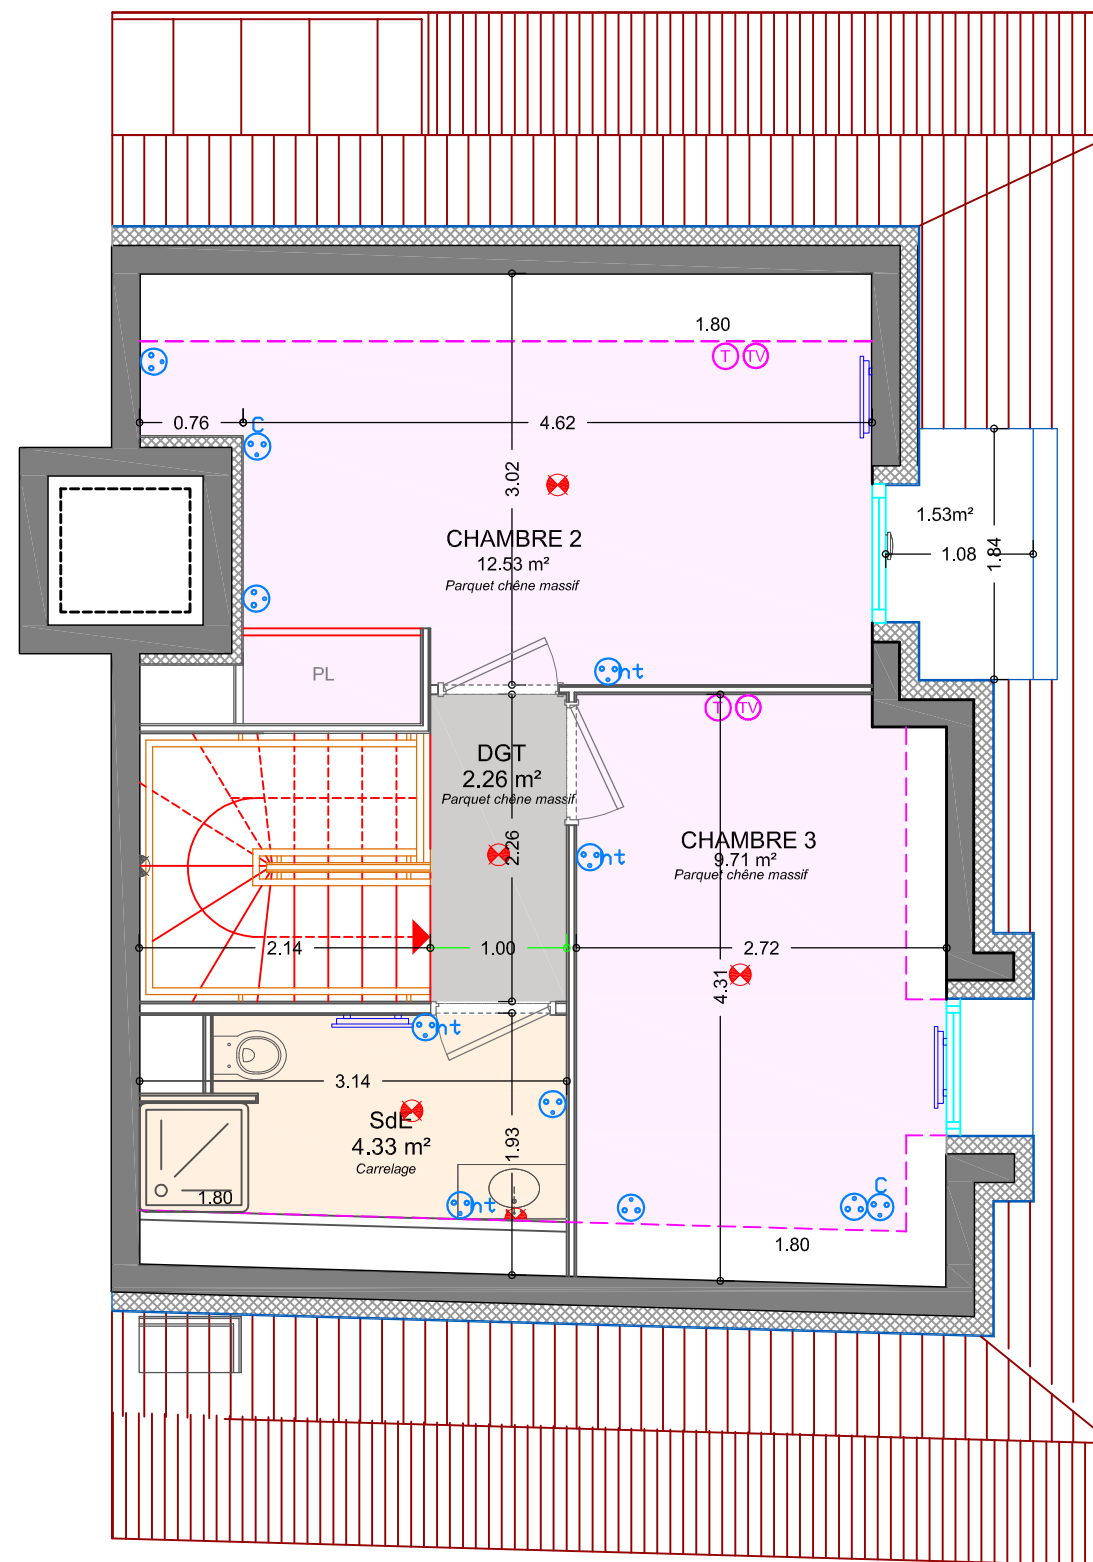 1.80
T TV
0.76
C
4.62
3.02
CHAMBRE 2
12.53 m²
Parquet chêne massif
1.53m²
1.08
1.84
PL
nt
T TV
DGT
2.26 m²
Parquet chêne massif
2.26
CHAMBRE 3
9.71 m²
Parquet chêne massif
nt
2.14
1.00
2.72
4.31
nt
3.14
SdE
4.33 m²
Carrelage
1.93
1.80
nt
C
1.80